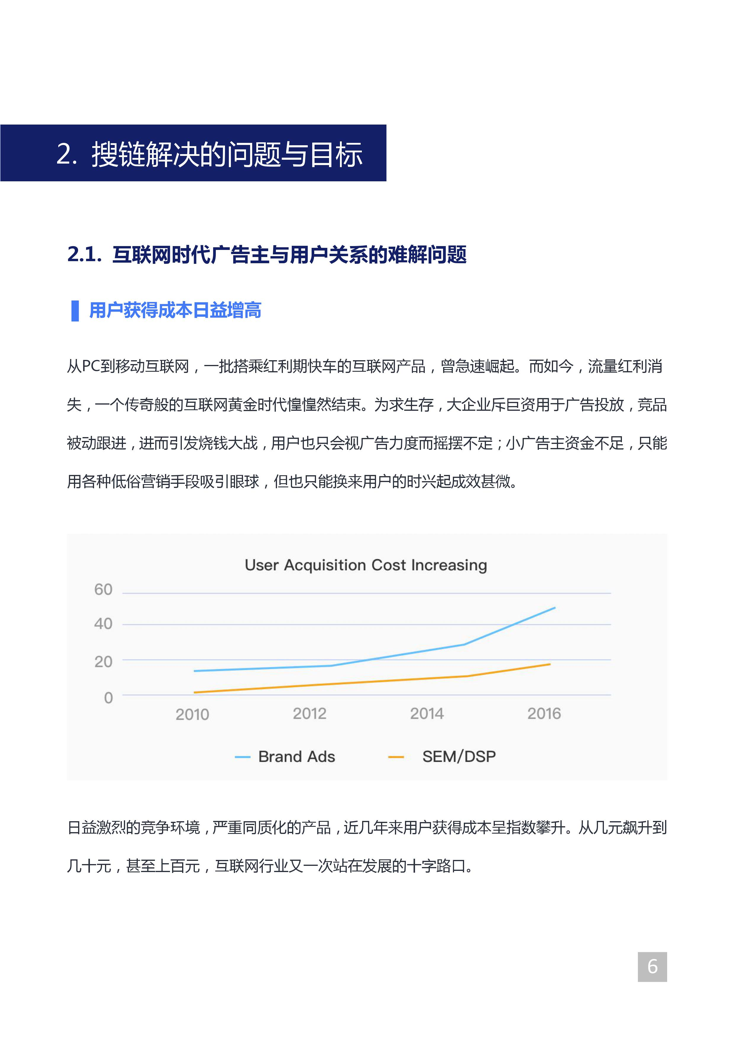 2. 搜链解决的问题与目标
2.1. 互联网时代广告主与用户关系的难解问题
用户获得成本日益增高
从PC到移动互联网，一批搭乘红利期快车的互联网产品，曾急速崛起。而如今，流量红利消
失，一个传奇般的互联网黄金时代惶惶然结束。为求生存，大企业斥巨资用于广告投放，竞品
被动跟进，进而引发烧钱大战，用户也只会视广告力度而摇摆不定；小广告主资金不足，只能
用各种低俗营销手段吸引眼球，但也只能换来用户的时兴起成效甚微。
User Acquisition Cost Increasing
60
40
20
0
2010 2012 2014 2016
Brand Ads SEM/DSP
日益激烈的竞争环境，严重同质化的产品，近几年来用户获得成本呈指数攀升。从几元飙升到
几十元，甚至上百元，互联网行业又一次站在发展的十字路口。
6